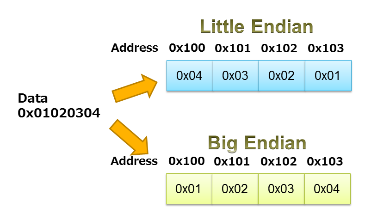 Little Endian
Address 0x100 0x101 0x102 0x103
0x04 0x03 0x02 0x01
Data
0x01020304
Big Endian
Address 0x100 0x101 0x102 0x103
0x01 0x02 0x03 0x04